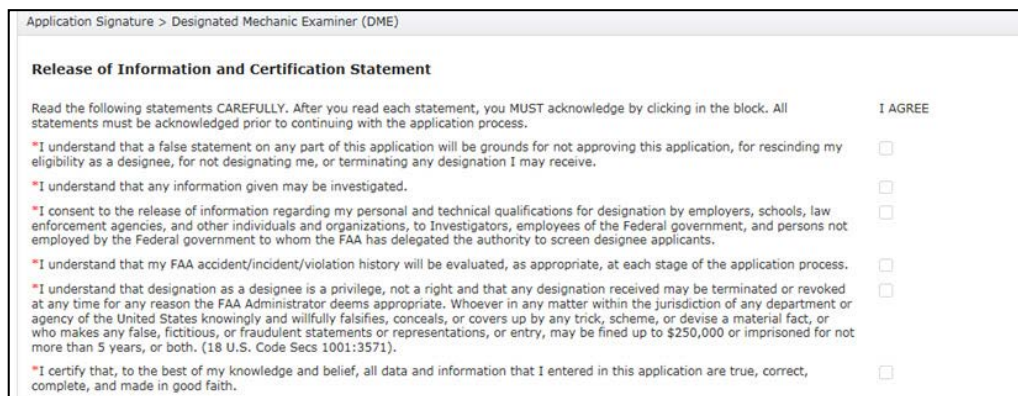 Application Signature > Designated Mechanic Examiner (DME)
Release of Information and Certification Statement
Read the following statements CAREFULLY. After you read each statement, you MUST acknowledge by clicking in the block. All
statements must be acknowledged prior to continuing with the application process.
I AGREE
*I understand that a false statement on any part of this application will be grounds for not approving this application, for rescinding my
eligibility as a designee, for not designating me, or terminating any designation I may receive.
*I understand that any information given may be investigated.
*I consent to the release of information regarding my personal and technical qualifications for designation by employers, schools, law
enforcement agencies, and other individuals and organizations, to Investigators, employees of the Federal government, and persons not
employed by the Federal government to whom the FAA has delegated the authority to screen designee applicants.
*I understand that my FAA accident/incident/violation history will be evaluated, as appropriate, at each stage of the application process.
*I understand that designation as a designee is a privilege, not a right and that any designation received may be terminated or revoked
at any time for any reason the FAA Administrator deems appropriate. Whoever in any matter within the jurisdiction of any department or
agency of the United States knowingly and willfully falsifies, conceals, or covers up by any trick, scheme, or devise a material fact, or
who makes any false, fictitious, or fraudulent statements or representations, or entry, may be fined up to $250,000 or imprisoned for not
more than 5 years, or both. (18 U.S. Code Secs 1001:3571).
*I certify that, to the best of my knowledge and belief, all data and information that I entered in this application are true, correct,
complete, and made in good faith.